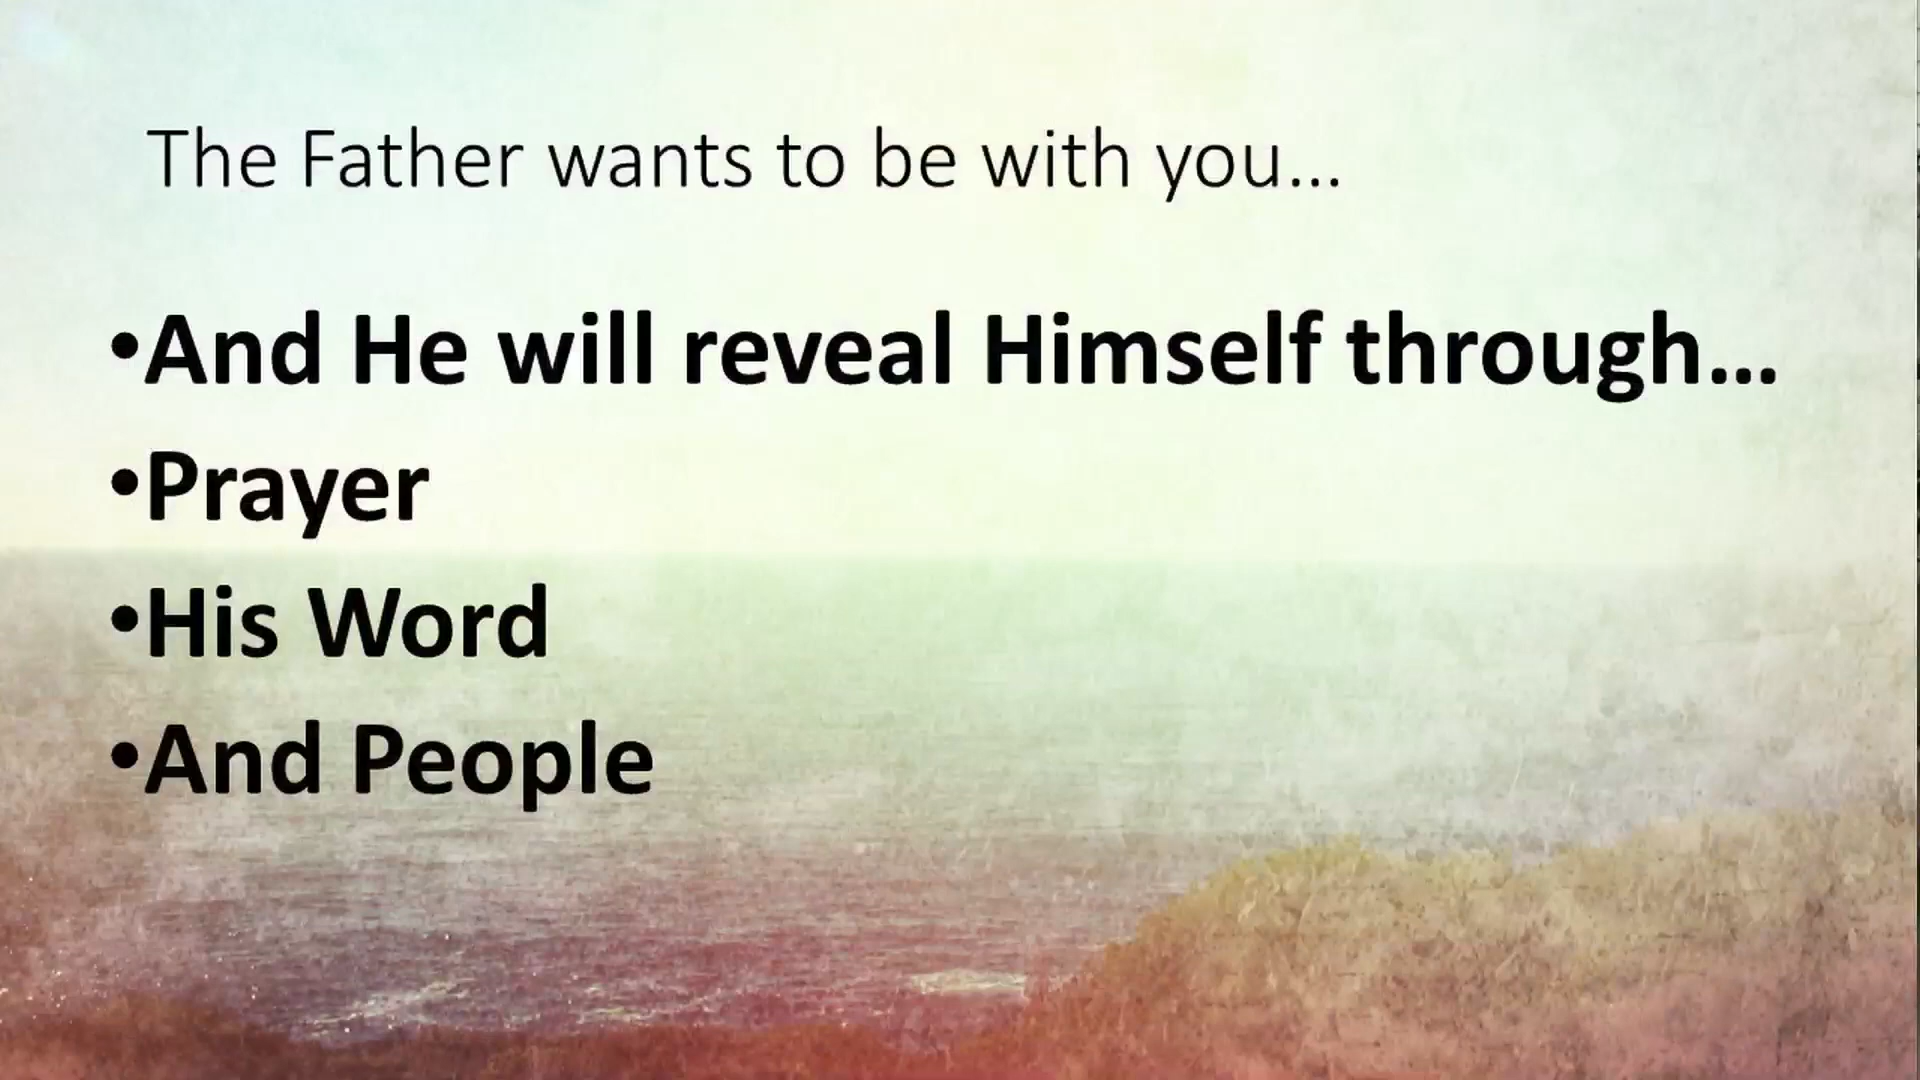 The Father wants to be with you...
•And He will reveal Himself through...
•Prayer
•His Word
•And People